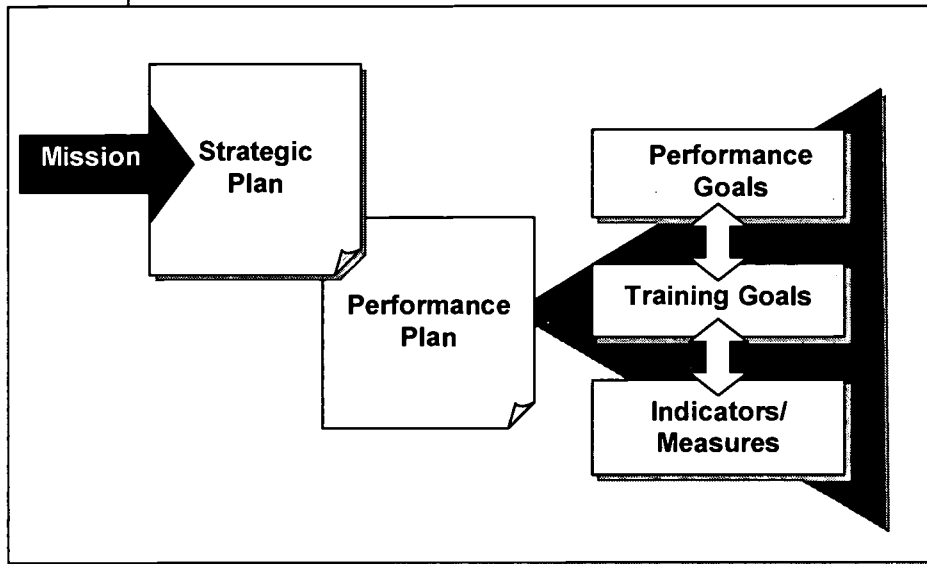 Mission
Strategic
Plan
Performance
Plan
Performance
Goals
Training Goals
Indicators/
Measures